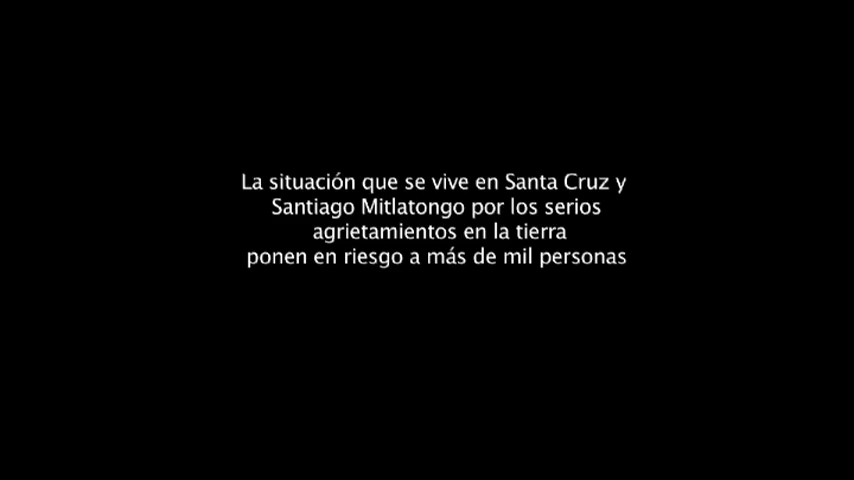 La situación que se vive en Santa Cruz y
Santiago Mitlatongo por los serios
agrietamientos en la tierra
ponen en riesgo a más de mil personas